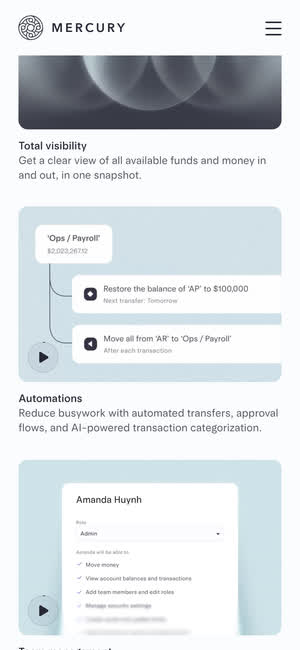 MERCURY
Total visibility
Get a clear view of all available funds and money in
and out, in one snapshot.
'Ops / Payroll'
$2,023,267.12
Restore the balance of 'AP' to $100,000
Next transfer: Tomorrow
Move all from 'AR' to 'Ops / Payroll'
After each transaction
Automations
Reduce busywork with automated transfers, approval
flows, and AI-powered transaction categorization.
Amanda Huynh
Role
Admin
Amanda will be able to
Move money
View account balances and transactions
Add team members and edit roles
Manage security settings